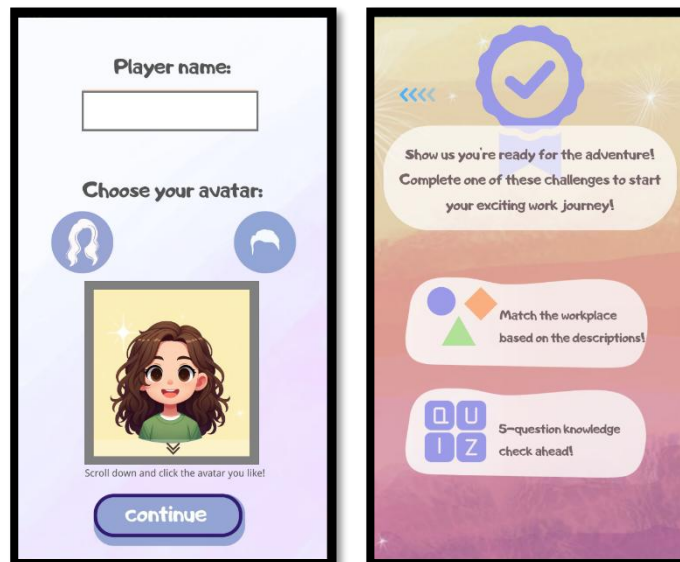 Player name:
Choose your avatar:
Scroll down and click the avatar you like!
continue
Show us you're ready for the adventure!
Complete one of these challenges to start
your exciting work journey!
Match the workplace
based on the descriptions!
QU
IZ
5-question knowledge
check ahead!